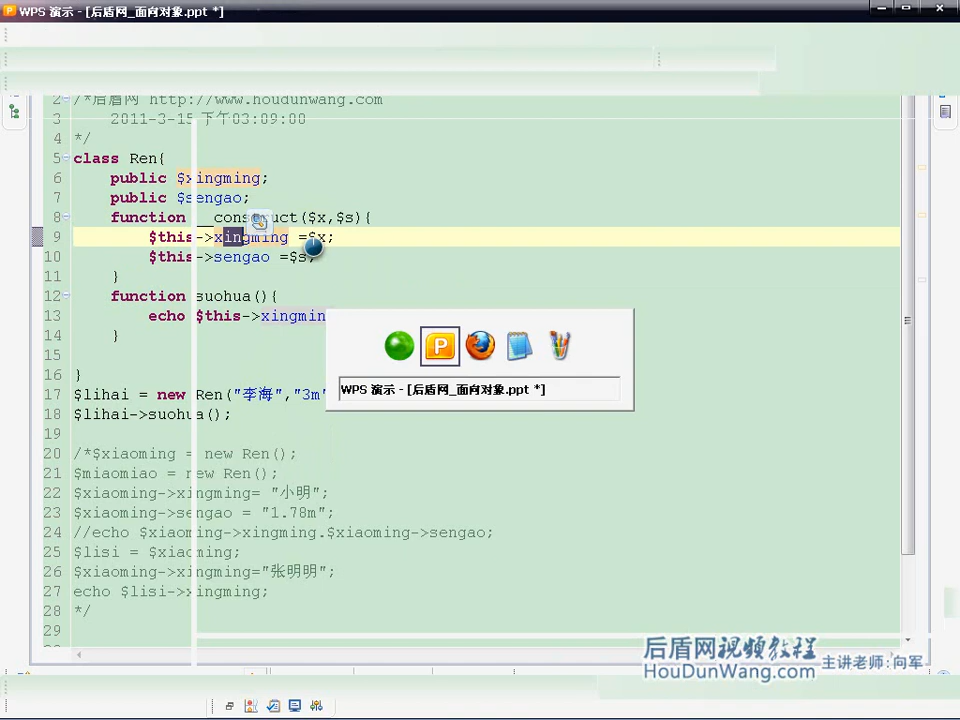 WPS 演示 - [后盾网_面向对象.ppt *]
2 /*后盾网 http://www.houdunwang.com
3 2011-3-15 下午03:09:00
4 */
5 class Ren{
6 public $xingming;
7 public $sengao;
8 function __construct($x,$s){
9 $this->xingming =$x;
10 $this->sengao =$s;
11 }
12 function suohua(){
13 echo $this->xingmin
14 }
15
16 }
17 $lihai = new Ren("李海","3m"
18 $lihai->suohua();
19
20 /*$xiaoming = new Ren();
21 $miaomiao = new Ren();
22 $xiaoming->xingming= "小明";
23 $xiaoming->sengao = "1.78m";
24 //echo $xiaoming->xingming.$xiaoming->sengao;
25 $lisi = $xiaoming;
26 $xiaoming->xingming="张明明";
27 echo $lisi->xingming;
28 */
29
WPS 演示 - [后盾网_面向对象.ppt *]
后盾网视频教程
HouDunWang.com 主讲老师:向军